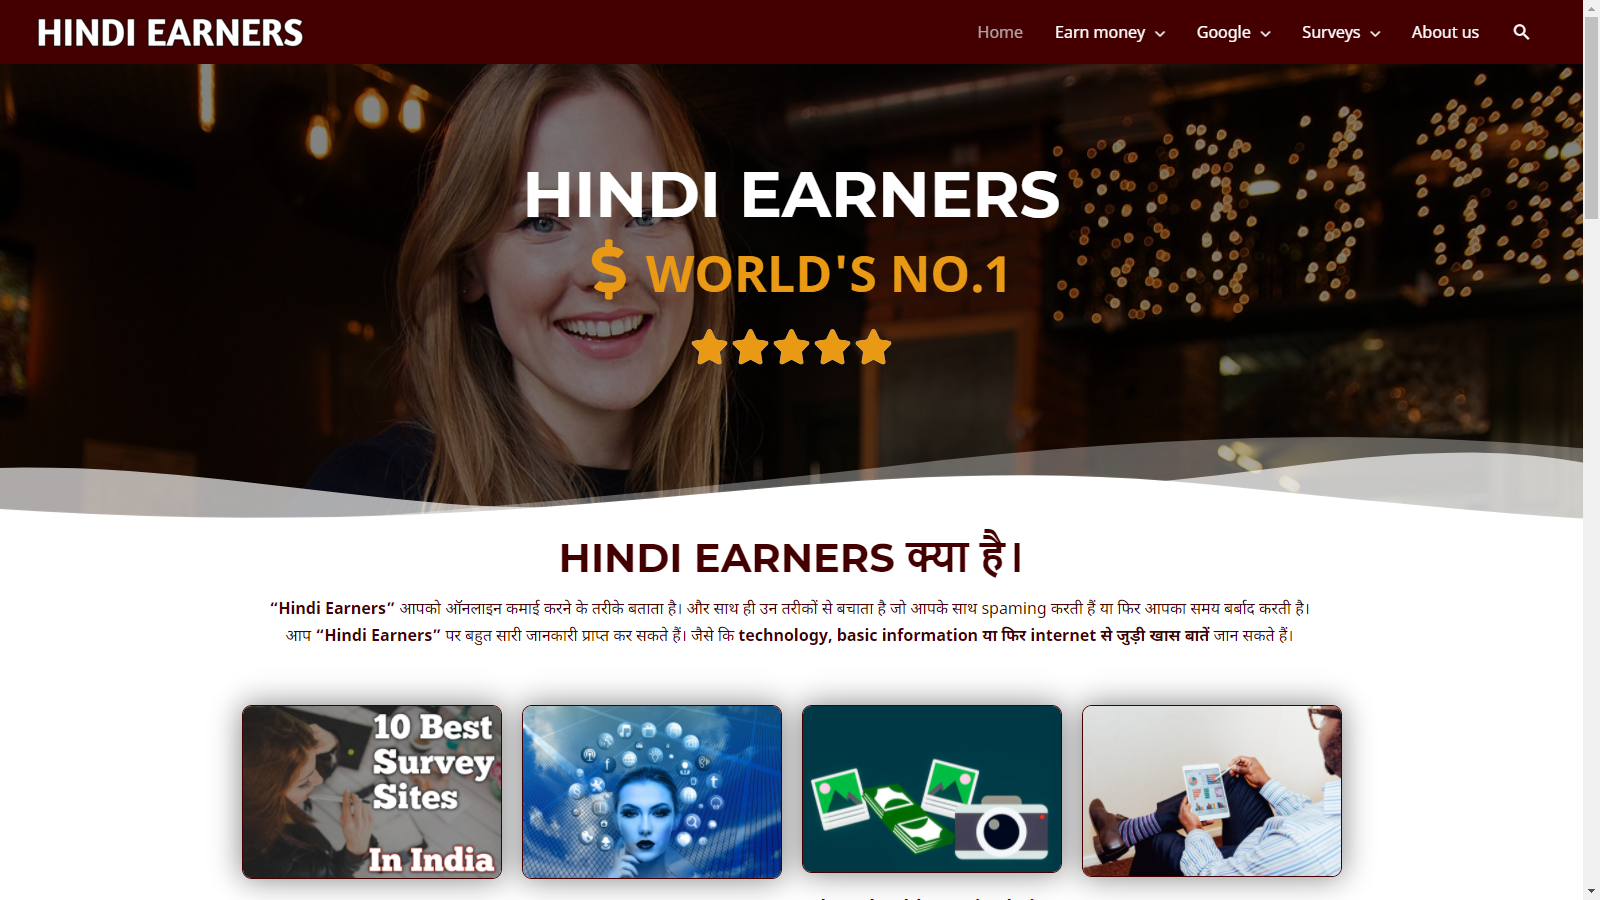 HINDI EARNERS
Home
Earn money
Google
Surveys
About us
HINDI EARNERS
$ WORLD'S NO.1
HINDI EARNERS क्या है।
“Hindi Earners” आपको ऑनलाइन कमाई करने के तरीके बताता है। और साथ ही उन तरीकों से बचाता है जो आपके साथ spaming करती हैं या फिर आपका समय बर्बाद करती है।
आप “Hindi Earners” पर बहुत सारी जानकारी प्राप्त कर सकते हैं। जैसे कि technology, basic information या फिर internet से जुड़ी खास बातें जान सकते हैं।
10 Best
Survey
Sites
In India